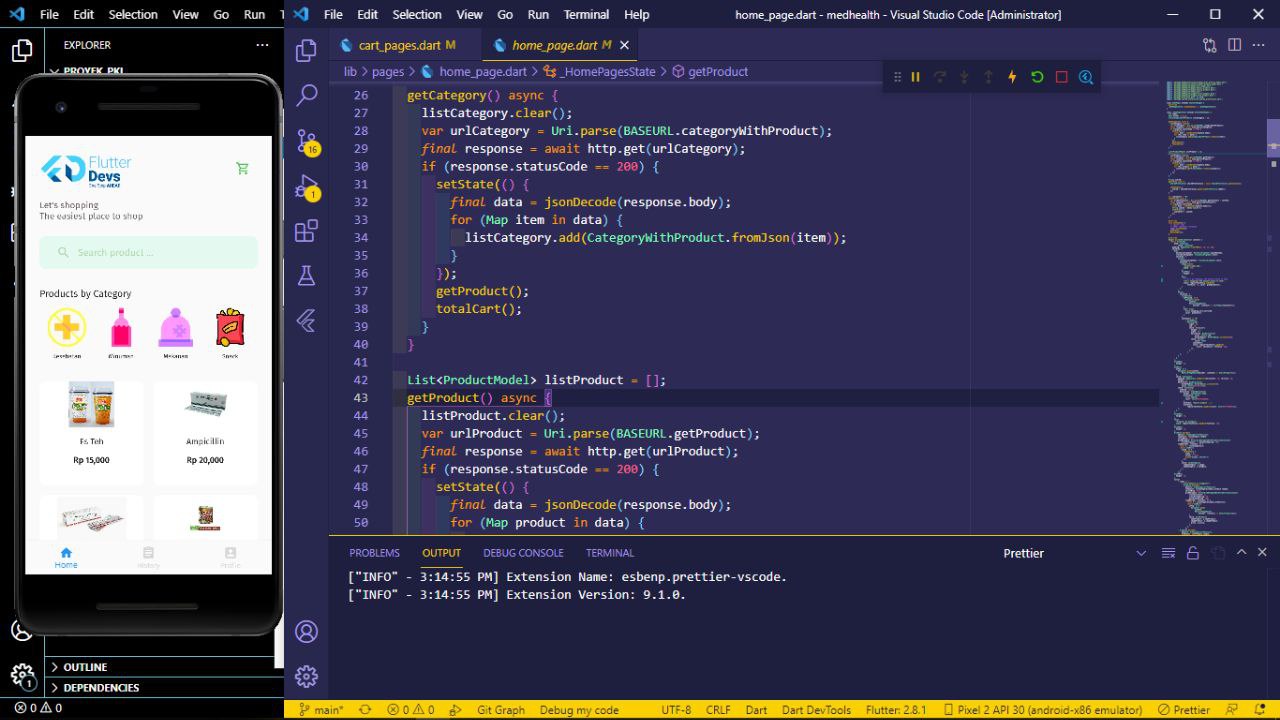 File Edit Selection View Go Run
EXPLORER
PROYEK_PKL
Flutter
Devs
Let's shopping
The easiest place to shop
Search product ...
Products by Category
Kesehatan Minuman Makanan Snack
Es Teh
Rp 15,000
Ampicillin
Rp 20,000
Home History Profile
OUTLINE
DEPENDENCIES
1
0 0
File Edit Selection View Go Run Terminal Help
home_page.dart - medhealth - Visual Studio Code [Administrator]
cart_pages.dart M
home_page.dart M
lib > pages > home_page.dart > _HomePagesState > getProduct
16
1
26 getCategory() async {
27 listCategory.clear();
28 var urlCategory = Uri.parse(BASEURL.categoryWithProduct);
29 final response = await http.get(urlCategory);
30 if (response.statusCode == 200) {
31 setState(() {
32 final data = jsonDecode(response.body);
33 for (Map item in data) {
34 listCategory.add(CategoryWithProduct.fromJson(item));
35 }
36 });
37 getProduct();
38 totalCart();
39 }
40 }
41
42 List<ProductModel> listProduct = [];
43 getProduct() async {
44 listProduct.clear();
45 var urlProduct = Uri.parse(BASEURL.getProduct);
46 final response = await http.get(urlProduct);
47 if (response.statusCode == 200) {
48 setState(() {
49 final data = jsonDecode(response.body);
50 for (Map product in data) {
PROBLEMS OUTPUT DEBUG CONSOLE TERMINAL
Prettier
["INFO" - 3:14:55 PM] Extension Name: esbenp.prettier-vscode.
["INFO" - 3:14:55 PM] Extension Version: 9.1.0.
main* 0 0 Git Graph Debug my code UTF-8 CRLF Dart Dart DevTools Flutter: 2.8.1 Pixel 2 API 30 (android-x86 emulator) Prettier